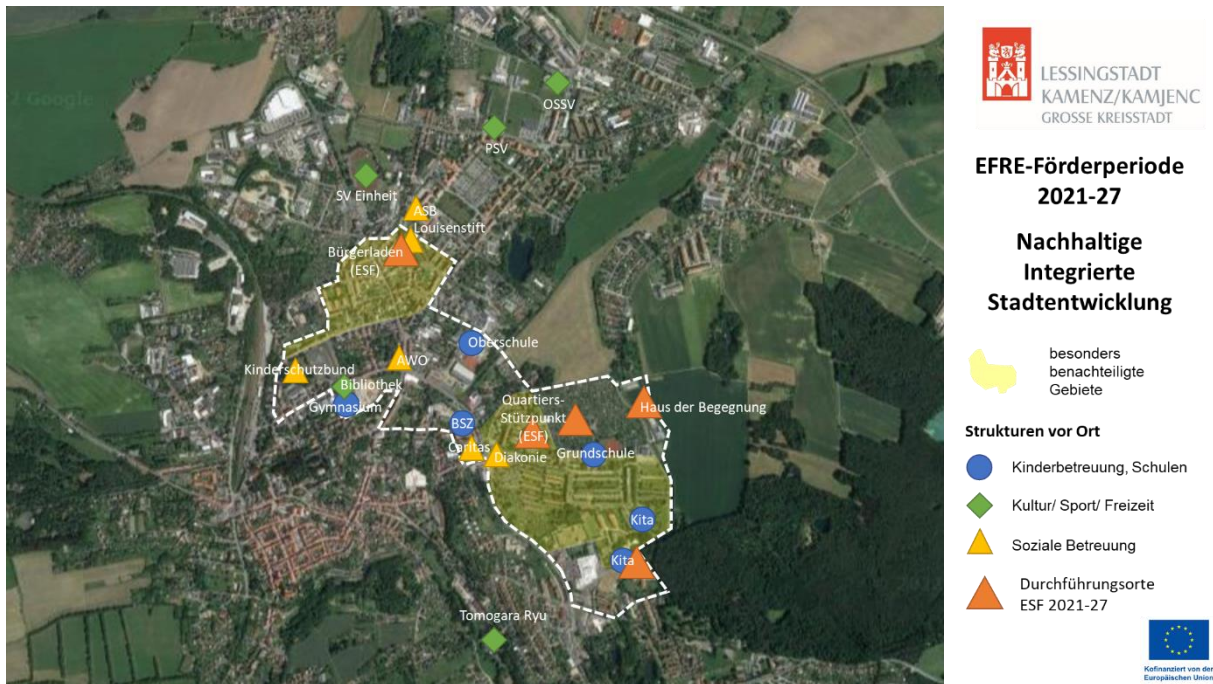 Google
OSSV
PSV
SV Einheit
ASB
Louisenstift
Bürgerladen
(ESF)
Oberschule
Kinderschutzbund
AWO
Bibliothek
Gymnasium
Quartiers-
Stützpunkt
(ESF)
Haus der Begegnung
BSZ
Caritas
Diakonie
Grundschule
Kita
Kita
Tomogara Ryu
LESSINGSTADT
KAMENZ/KAMJENC
GROSSE KREISSTADT
EFRE-Förderperiode
2021-27
Nachhaltige
Integrierte
Stadtentwicklung
besonders
benachteiligte
Gebiete
Strukturen vor Ort
Kinderbetreuung, Schulen
Kultur/ Sport/ Freizeit
Soziale Betreuung
Durchführungsorte
ESF 2021-27
Kofinanziert von der
Europäischen Union